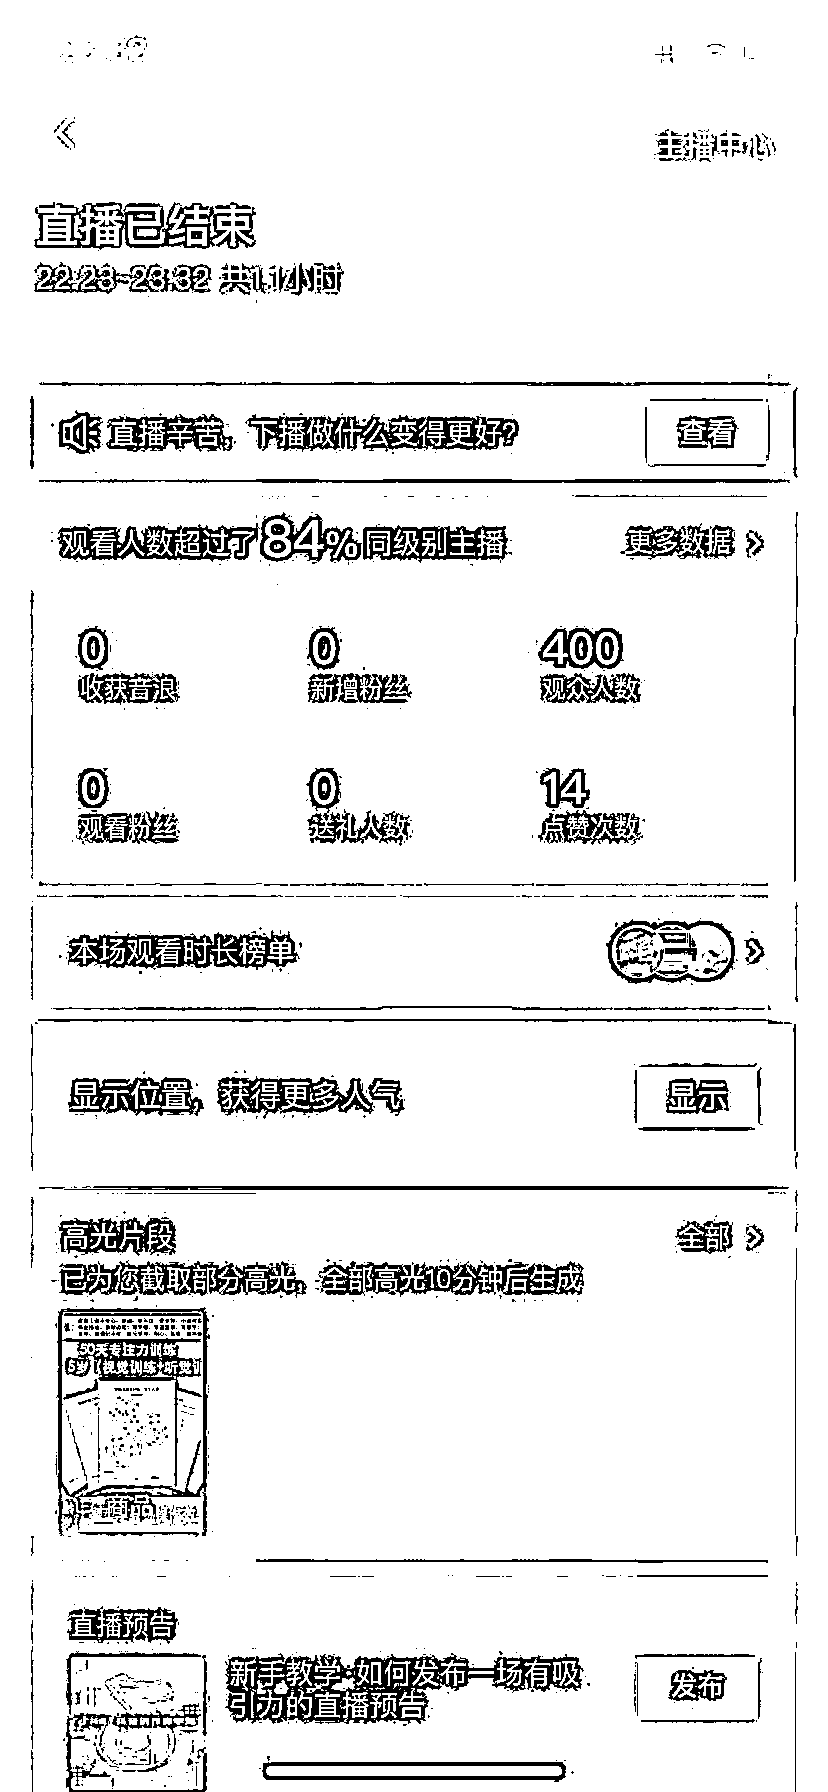 主播中心
直播已结束
22:23-23:32 共1.1小时
直播辛苦，下播做什么变得更好？
查看
观看人数超过了84%同级别主播
更多数据
0
0
400
收获音浪
新增粉丝
观众人数
0
0
14
观看粉丝
送礼人数
点赞次数
本场观看时长榜单
显示位置，获得更多人气
显示
高光片段
全部
已为您截取部分高光，全部高光10分钟后生成
50天专注力训练
视觉训练+听觉训
直播预告
新手教学·如何发布一场有吸
引力的直播预告
发布